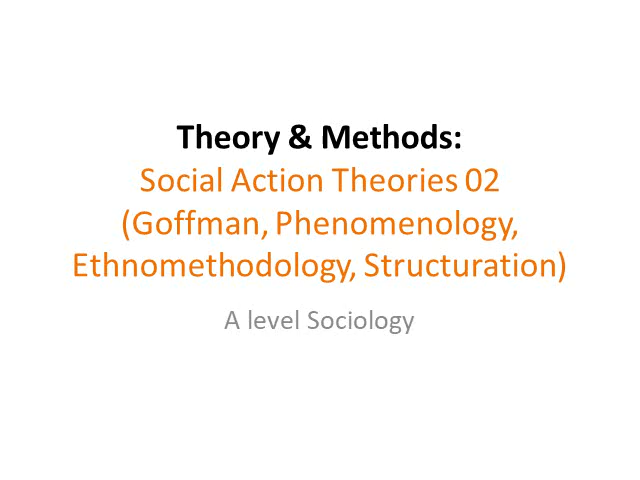 Theory & Methods:
Social Action Theories 02
(Goffman, Phenomenology,
Ethnomethodology, Structuration)
A level Sociology